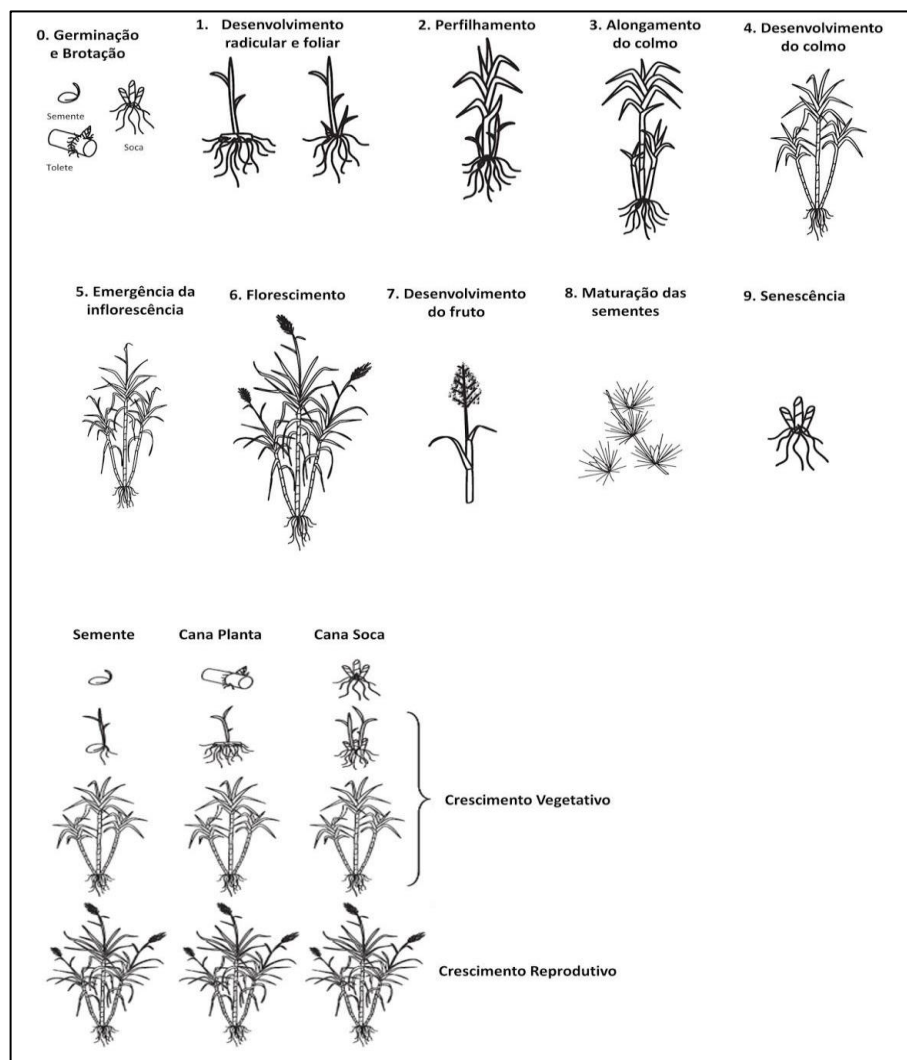 0. Germinação
e Brotação
Semente
Tolete
Soca
1. Desenvolvimento
radicular e foliar
2. Perfilhamento
3. Alongamento
do colmo
4. Desenvolvimento
do colmo
5. Emergência da
inflorescência
6. Florescimento
7. Desenvolvimento
do fruto
8. Maturação das
sementes
9. Senescência
Semente
Cana Planta
Cana Soca
Crescimento Vegetativo
Crescimento Reprodutivo